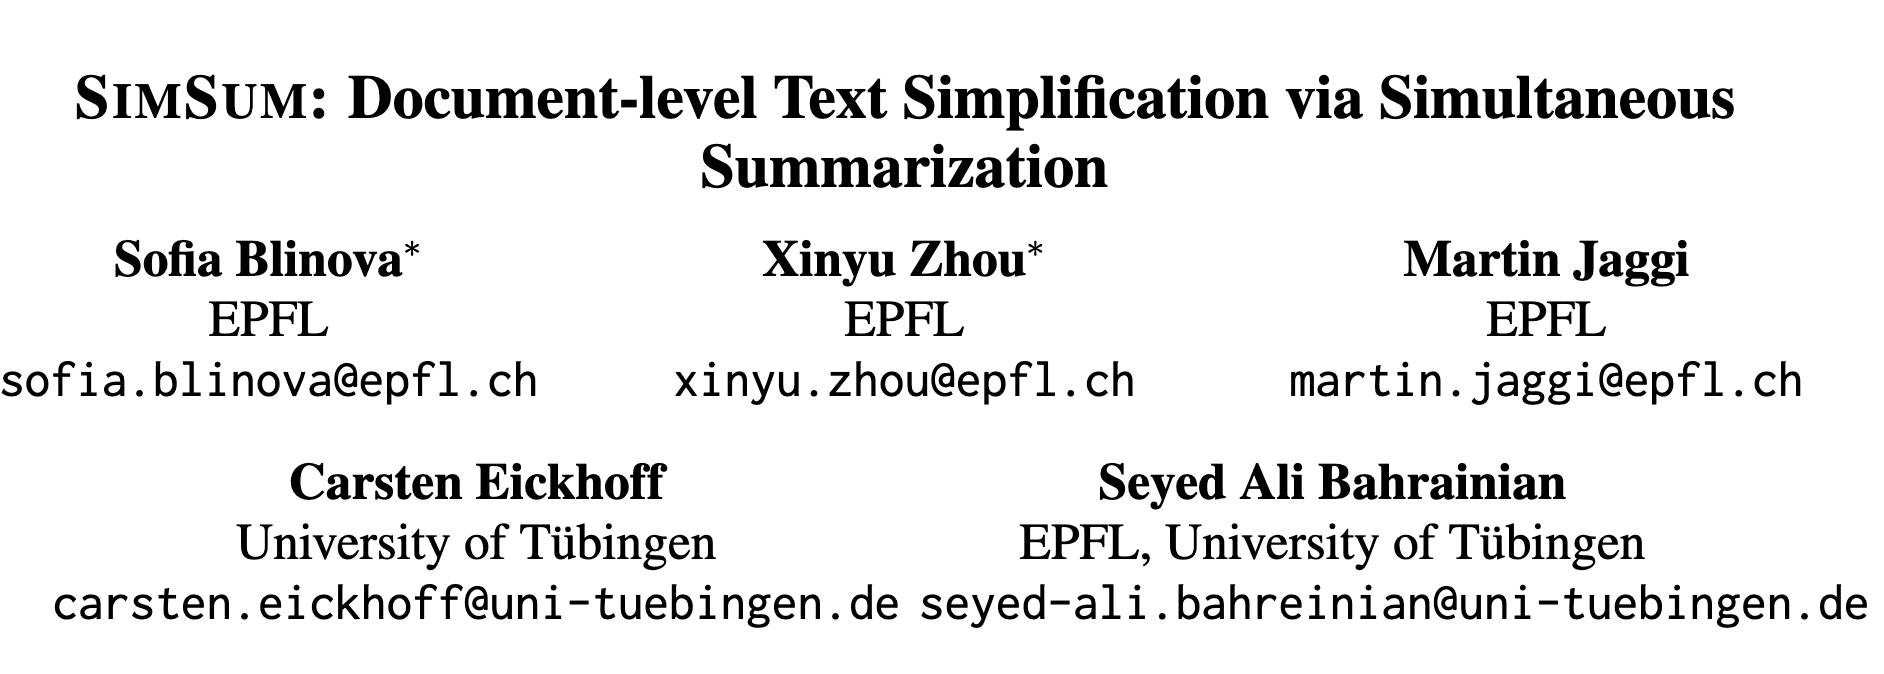 SIMSUM: Document-level Text Simplification via Simultaneous
Summarization
Sofia Blinova* Xinyu Zhou* Martin Jaggi
EPFL EPFL EPFL
sofia.blinova@epfl.ch xinyu.zhou@epfl.ch martin.jaggi@epfl.ch
Carsten Eickhoff Seyed Ali Bahrainian
University of Tübingen EPFL, University of Tübingen
carsten.eickhoff@uni-tuebingen.de seyed-ali.bahreinian@uni-tuebingen.de